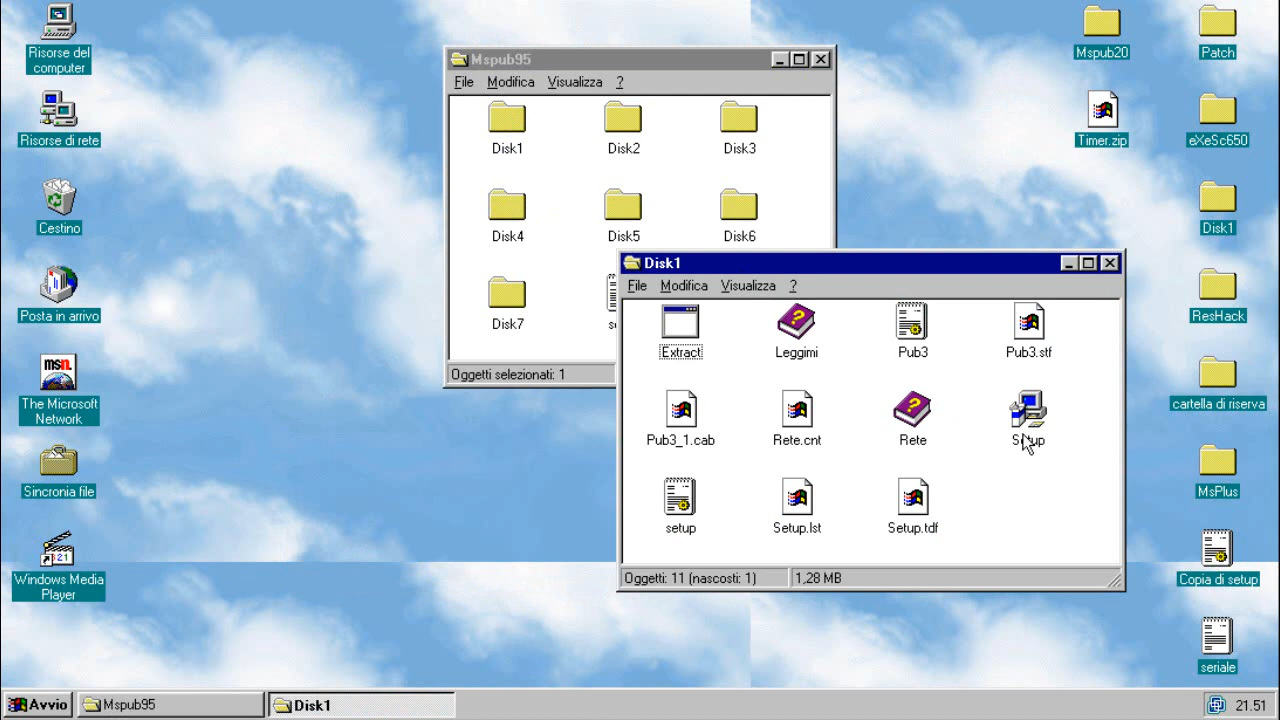 Risore del
computer
Risorse di rete
Cestino
Posta in arrivo
msn
The Microsoft
Network
Sincronia file
Windows Media
Player
Mspub95
File Modifica Visualizza ?
Disk1 Disk2 Disk3
Disk4 Disk5 Disk6
Disk7
Oggetti selezionati: 1
Disk1
File Modifica Visualizza ?
Extract Leggimi Pub3 Pub3.stf
Pub3_1.cab Rete.cnt Rete Setup
setup Setup.lst Setup.tdf
Oggetti: 11 (nascosti: 1) 1,28 MB
Mspub20
Timer.zip
Patch
eXeSc650
Disk1
ResHack
cartella di riserva
MsPlus
Copia di setup
seriale
Avvio Mspub95 Disk1 21.51